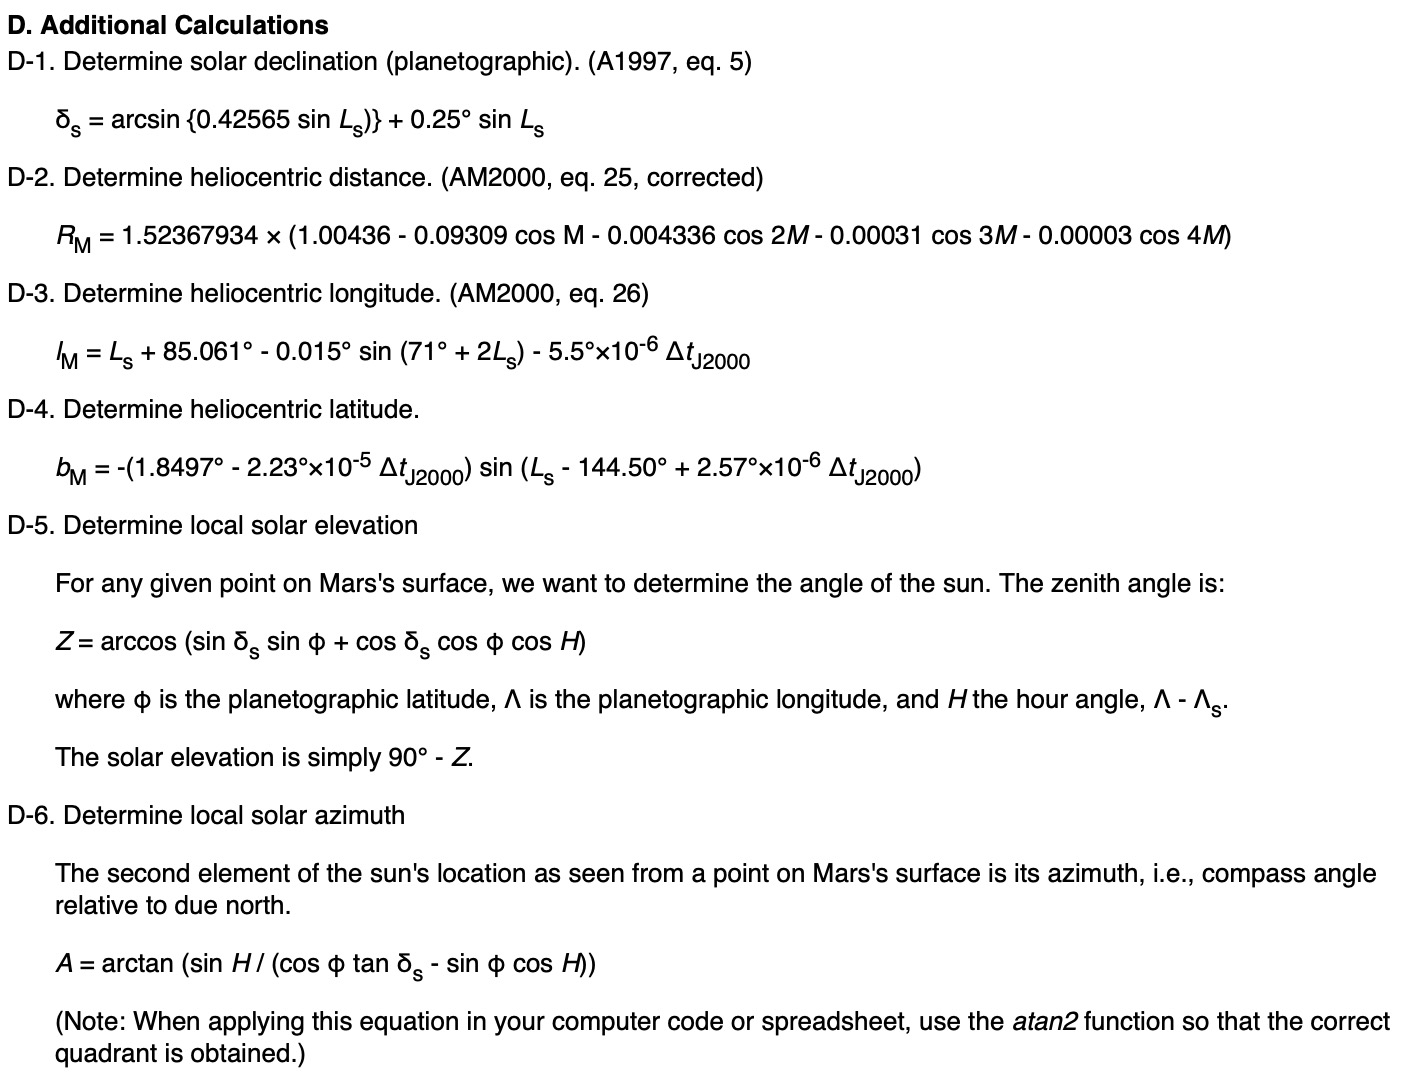 D. Additional Calculations
D-1. Determine solar declination (planetographic). (A1997, eq. 5)
δs = arcsin {0.42565 sin Ls)} + 0.25° sin Ls
D-2. Determine heliocentric distance. (AM2000, eq. 25, corrected)
RM = 1.52367934 × (1.00436 - 0.09309 cos M - 0.004336 cos 2M - 0.00031 cos 3M - 0.00003 cos 4M)
D-3. Determine heliocentric longitude. (AM2000, eq. 26)
lM = Ls + 85.061° - 0.015° sin (71° + 2Ls) - 5.5°×10-6 ΔtJ2000
D-4. Determine heliocentric latitude.
bM = -(1.8497° - 2.23°×10-5 ΔtJ2000) sin (Ls - 144.50° + 2.57°×10-6 ΔtJ2000)
D-5. Determine local solar elevation
For any given point on Mars's surface, we want to determine the angle of the sun. The zenith angle is:
Z = arccos (sin δs sin φ + cos δs cos φ cos H)
where φ is the planetographic latitude, Λ is the planetographic longitude, and H the hour angle, Λ - Λs.
The solar elevation is simply 90° - Z.
D-6. Determine local solar azimuth
The second element of the sun's location as seen from a point on Mars's surface is its azimuth, i.e., compass angle
relative to due north.
A = arctan (sin H / (cos φ tan δs - sin φ cos H))
(Note: When applying this equation in your computer code or spreadsheet, use the atan2 function so that the correct
quadrant is obtained.)